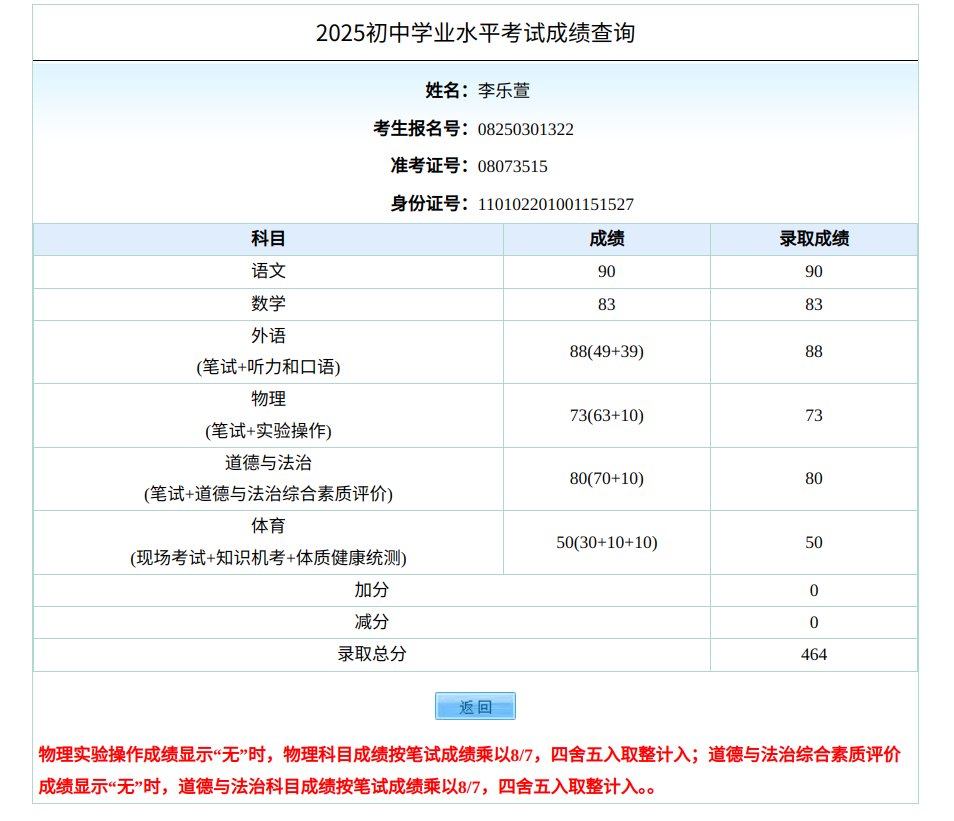 2025初中学业水平考试成绩查询
姓名：李乐萱
考生报名号：08250301322
准考证号：08073515
身份证号：110102201001151527
科目 成绩 录取成绩
语文 90 90
数学 83 83
外语
(笔试+听力和口语) 88(49+39) 88
物理
(笔试+实验操作) 73(63+10) 73
道德与法治
(笔试+道德与法治综合素质评价) 80(70+10) 80
体育
(现场考试+知识机考+体质健康统测) 50(30+10+10) 50
加分 0
减分 0
录取总分 464
返 回
物理实验操作成绩显示“无”时，物理科目成绩按笔试成绩乘以8/7，四舍五入取整计入；道德与法治综合素质评价
成绩显示“无”时，道德与法治科目成绩按笔试成绩乘以8/7，四舍五入取整计入。。